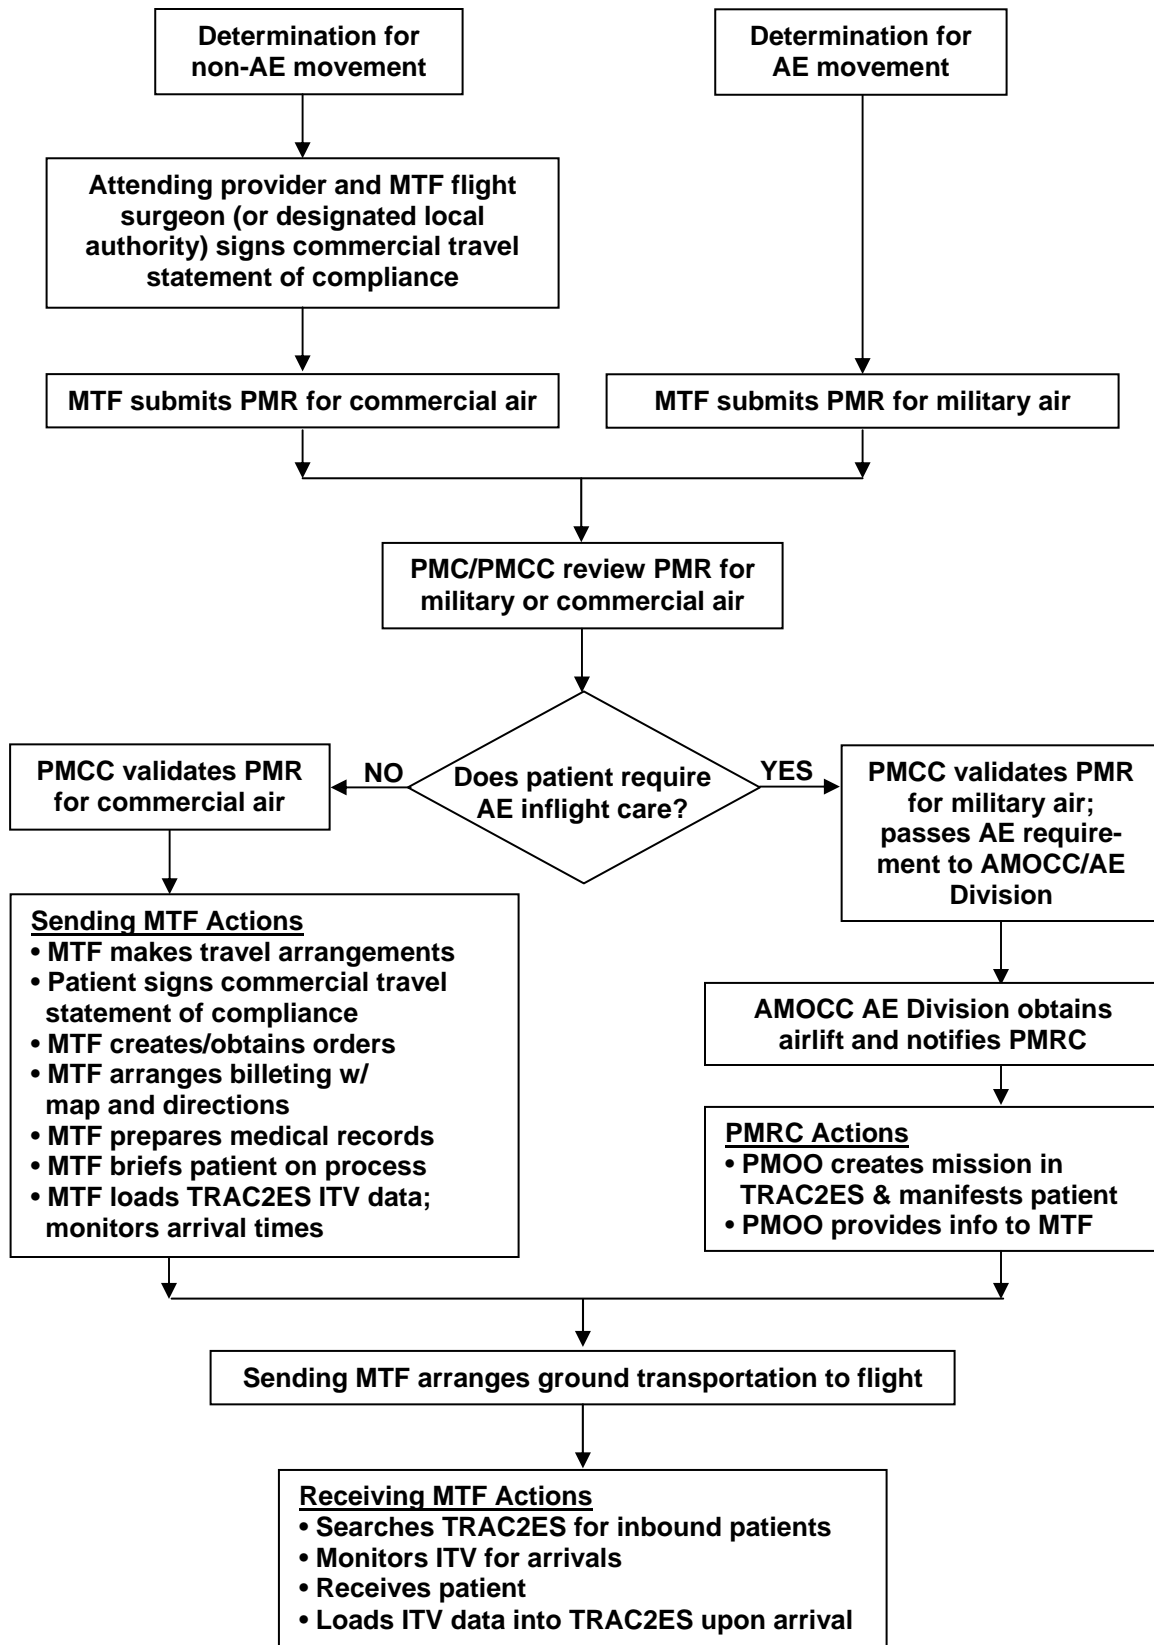 Determination for
non-AE movement
Determination for
AE movement
Attending provider and MTF flight
surgeon (or designated local
authority) signs commercial travel
statement of compliance
MTF submits PMR for commercial air
MTF submits PMR for military air
PMC/PMCC review PMR for
military or commercial air
Does patient require
AE inflight care?
NO
YES
PMCC validates PMR
for commercial air
PMCC validates PMR
for military air;
passes AE require-
ment to AMOCC/AE
Division
Sending MTF Actions
• MTF makes travel arrangements
• Patient signs commercial travel
statement of compliance
• MTF creates/obtains orders
• MTF arranges billeting w/
map and directions
• MTF prepares medical records
• MTF briefs patient on process
• MTF loads TRAC2ES ITV data;
monitors arrival times
AMOCC AE Division obtains
airlift and notifies PMRC
PMRC Actions
• PMOO creates mission in
TRAC2ES & manifests patient
• PMOO provides info to MTF
Sending MTF arranges ground transportation to flight
Receiving MTF Actions
• Searches TRAC2ES for inbound patients
• Monitors ITV for arrivals
• Receives patient
• Loads ITV data into TRAC2ES upon arrival